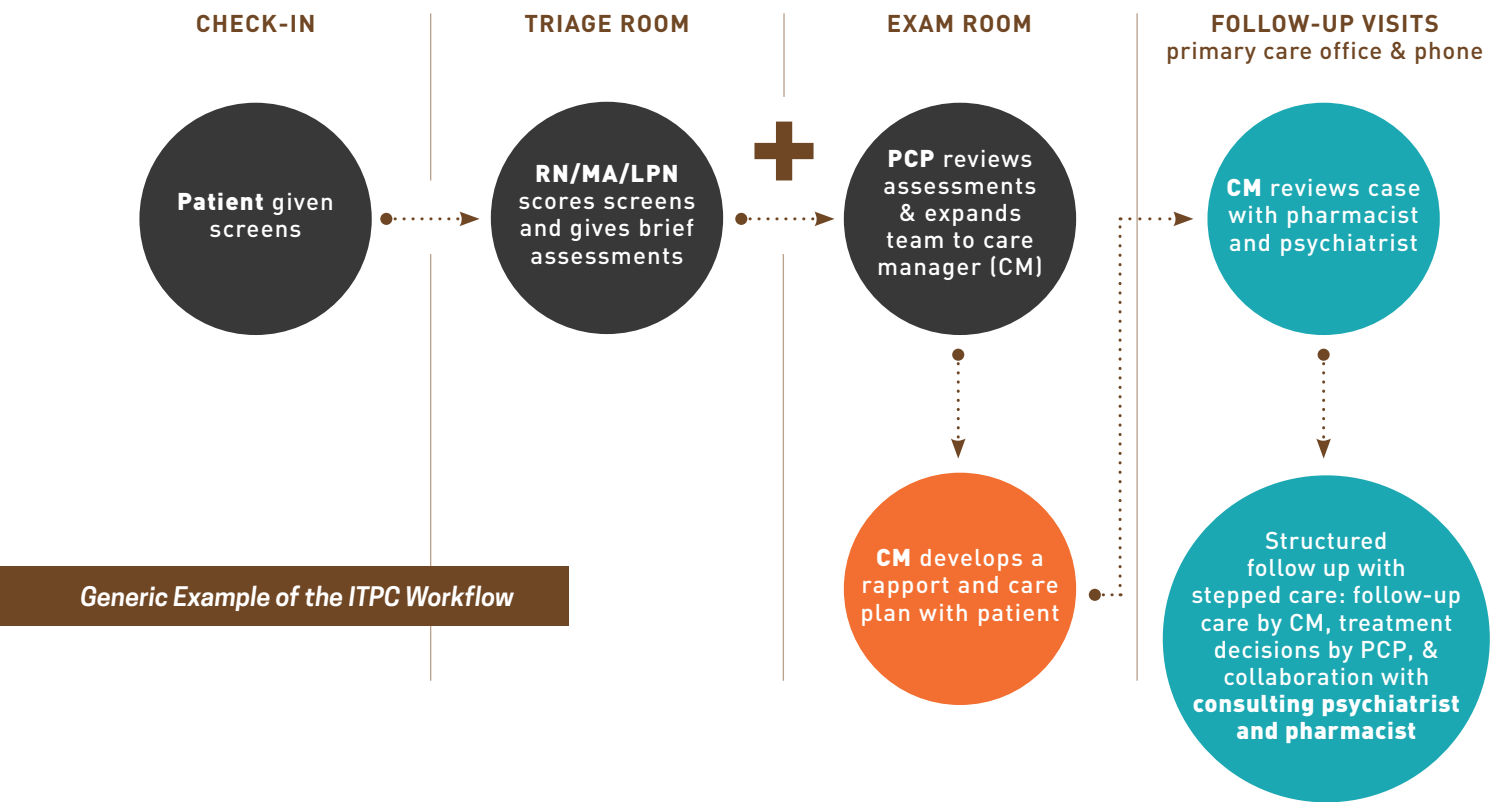 CHECK-IN
TRIAGE ROOM
EXAM ROOM
FOLLOW-UP VISITS
primary care office & phone
Patient given
screens
RN/MA/LPN
scores screens
and gives brief
assessments
PCP reviews
assessments
& expands
team to care
manager (CM)
CM reviews case
with pharmacist
and psychiatrist
CM develops a
rapport and care
plan with patient
Structured
follow up with
stepped care: follow-up
care by CM, treatment
decisions by PCP, &
collaboration with
consulting psychiatrist
and pharmacist
Generic Example of the ITPC Workflow